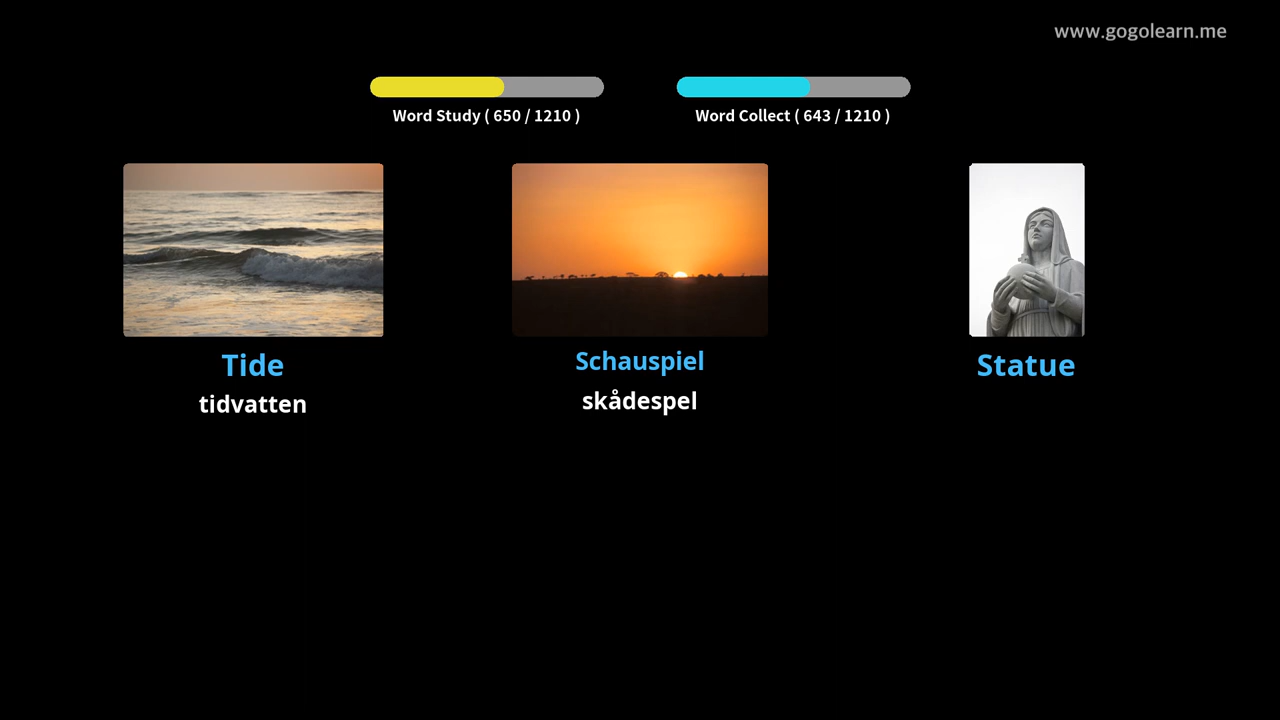 www.gogolearn.me
Word Study ( 650 / 1210 )
Word Collect ( 643 / 1210 )
Tide
tidvatten
Schauspiel
skådespel
Statue